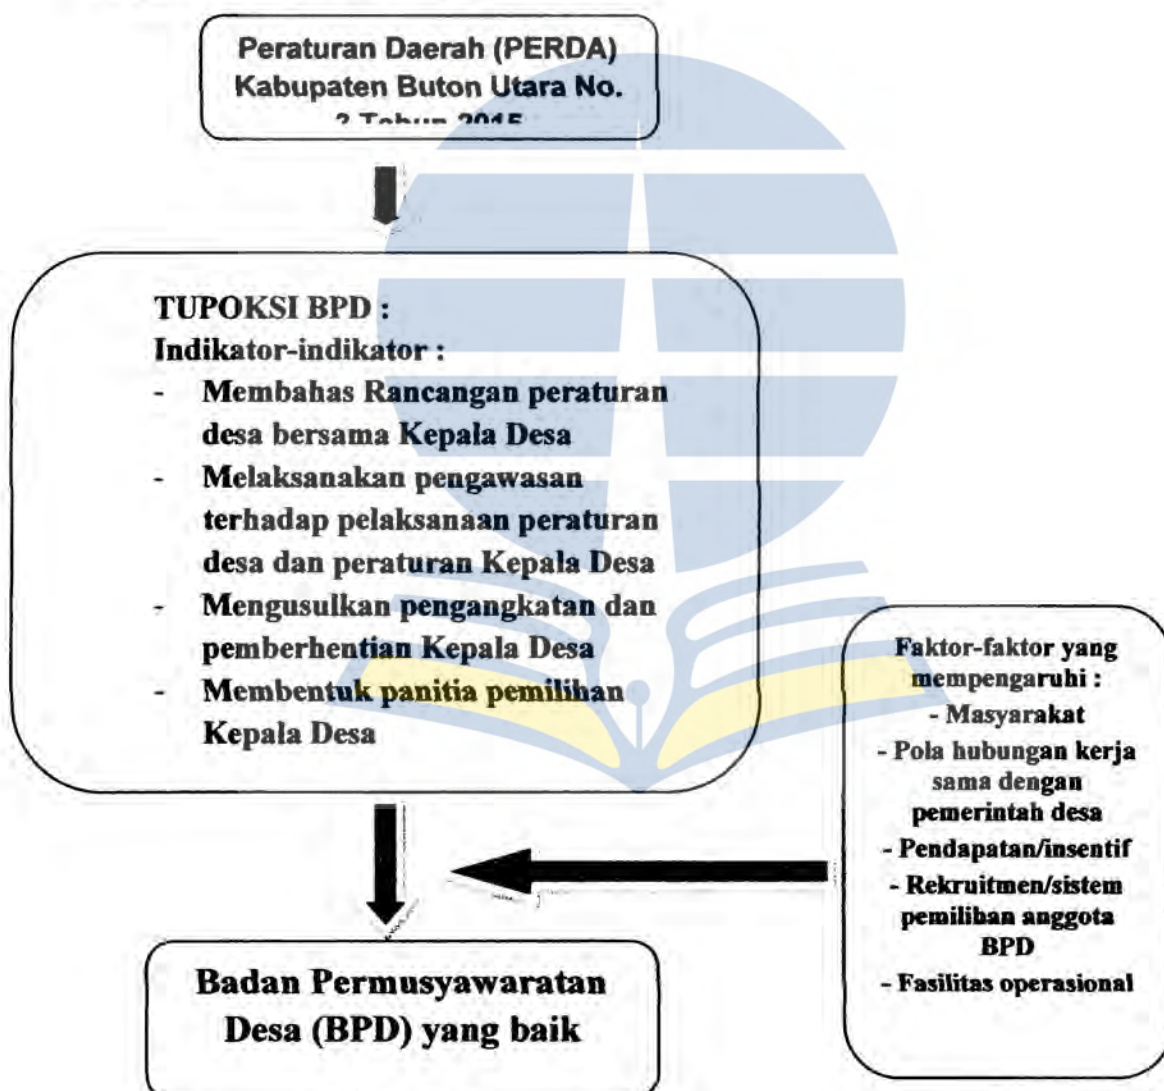 Peraturan Daerah (PERDA)
Kabupaten Buton Utara No.
Tahun 2015
TUPOKSI BPD :
Indikator-indikator :
- Membahas Rancangan peraturan
desa bersama Kepala Desa
- Melaksanakan pengawasan
terhadap pelaksanaan peraturan
desa dan peraturan Kepala Desa
- Mengusulkan pengangkatan dan
pemberhentian Kepala Desa
- Membentuk panitia pemilihan
Kepala Desa
Faktor-faktor yang
mempengaruhi :
- Masyarakat
- Pola hubungan kerja
sama dengan
pemerintah desa
- Pendapatan/insentif
- Rekruitmen/sistem
pemilihan anggota
BPD
- Fasilitas operasional
Badan Permusyawaratan
Desa (BPD) yang baik